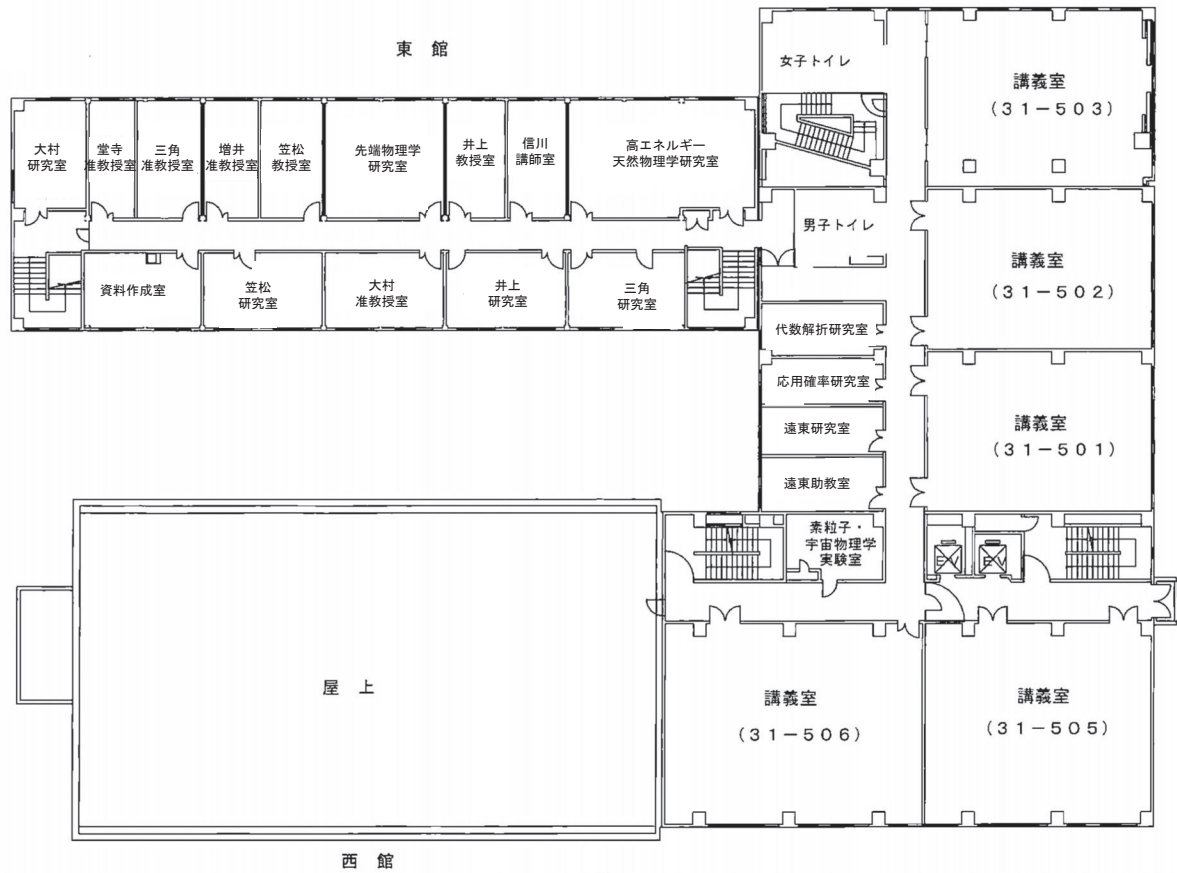 東 館
女子トイレ
講義室
(31-503)
大村
研究室
堂寺
准教授室
三角
准教授室
増井
准教授室
笠松
教授室
先端物理学
研究室
井上
教授室
信川
講師室
高エネルギー
天然物理学研究室
男子トイレ
講義室
(31-502)
資料作成室
笠松
研究室
大村
准教授室
井上
研究室
三角
研究室
代数解折研究室
応用確率研究室
遠東研究室
遠東助教室
講義室
(31-501)
素粒子・
宇宙物理学
実験室
EV
EV
屋 上
講義室
(31-506)
講義室
(31-505)
西 館